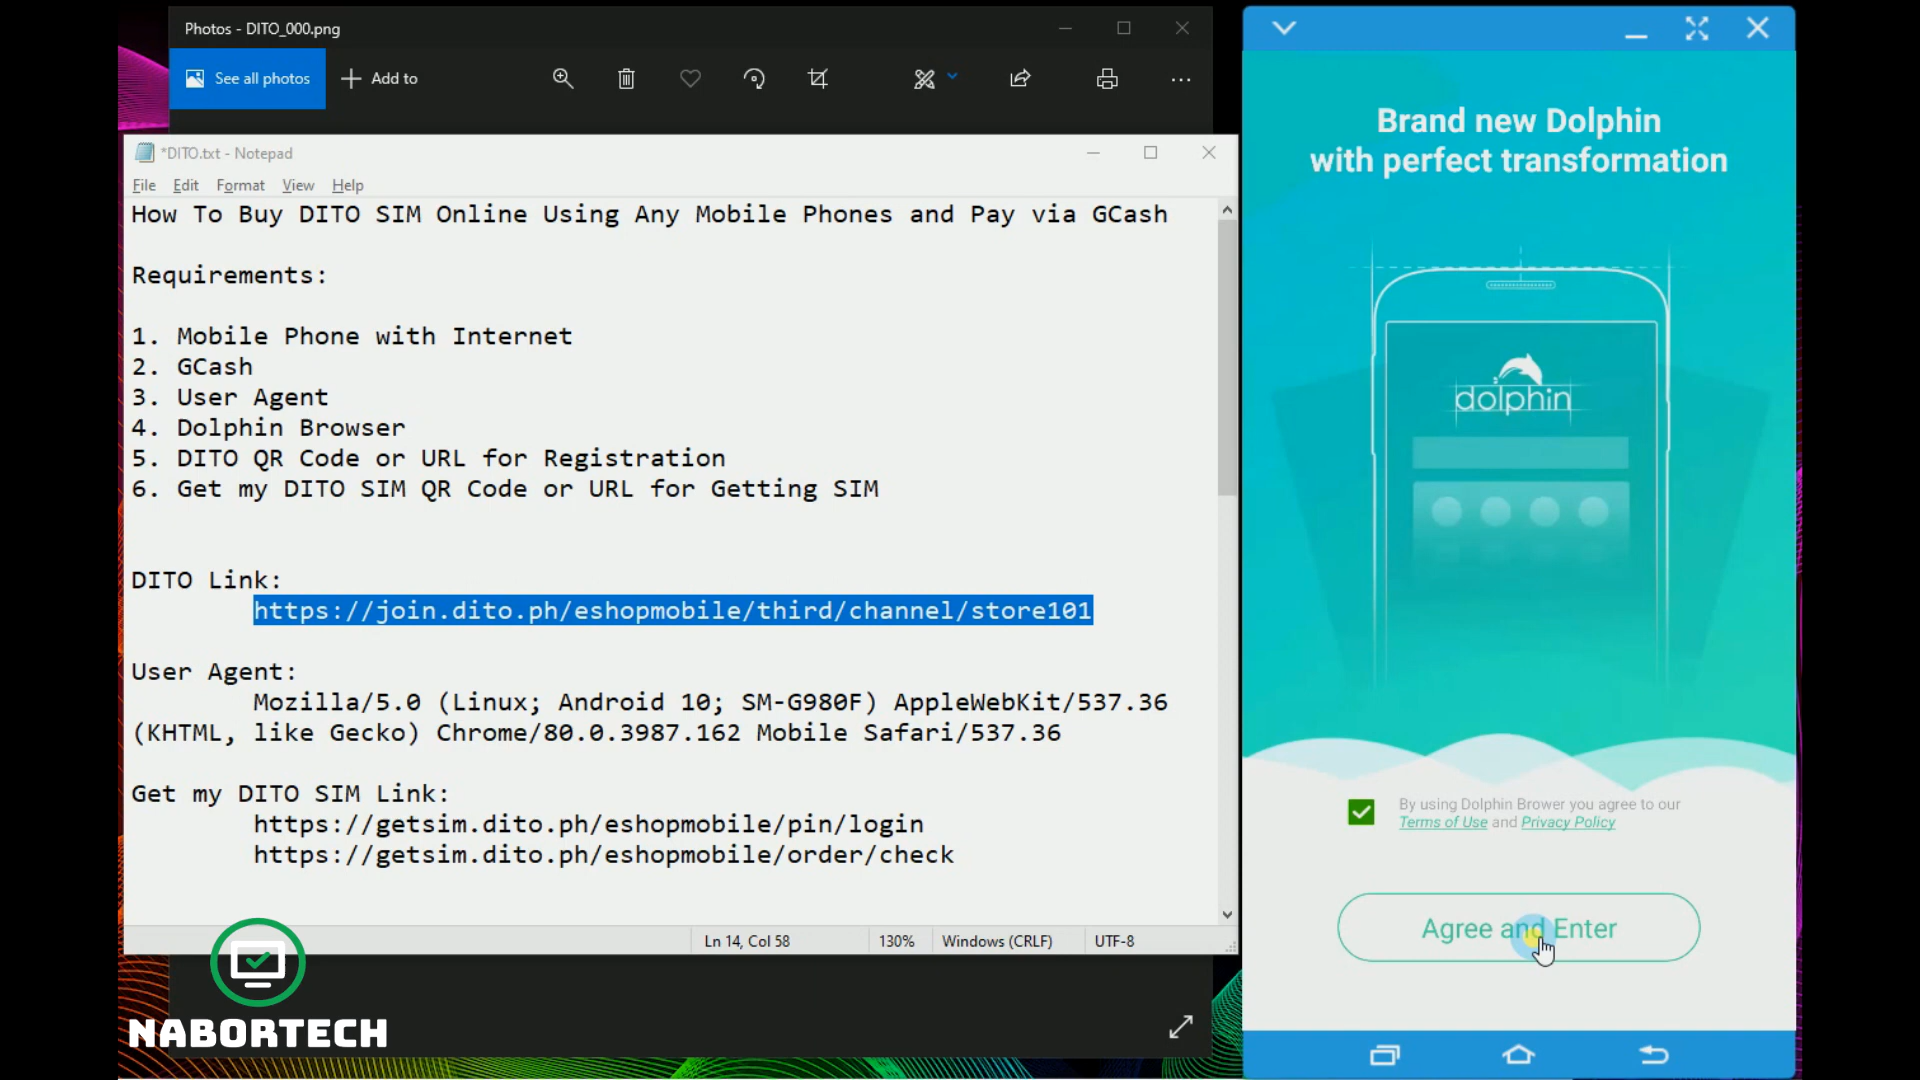 Photos - DITO_000.png
See all photos
Add to
*DITO.txt - Notepad
File Edit Format View Help
How To Buy DITO SIM Online Using Any Mobile Phones and Pay via GCash
Requirements:
1. Mobile Phone with Internet
2. GCash
3. User Agent
4. Dolphin Browser
5. DITO QR Code or URL for Registration
6. Get my DITO SIM QR Code or URL for Getting SIM
DITO Link:
https://join.dito.ph/eshopmobile/third/channel/store101
User Agent:
Mozilla/5.0 (Linux; Android 10; SM-G980F) AppleWebKit/537.36
(KHTML, like Gecko) Chrome/80.0.3987.162 Mobile Safari/537.36
Get my DITO SIM Link:
https://getsim.dito.ph/eshopmobile/pin/login
https://getsim.dito.ph/eshopmobile/order/check
Ln 14, Col 58 130% Windows (CRLF) UTF-8
NABORTECH
Brand new Dolphin
with perfect transformation
dolphin
By using Dolphin Brower you agree to our
Terms of Use and Privacy Policy
Agree and Enter